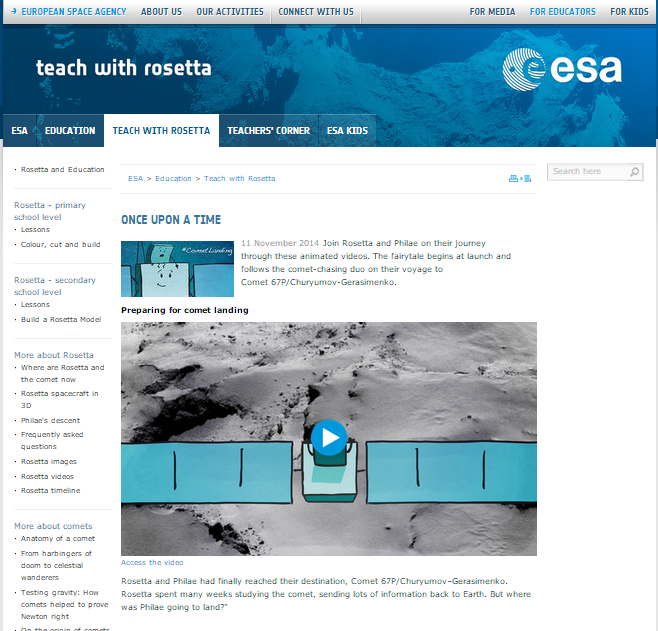 EUROPEAN SPACE AGENCY ABOUT US OUR ACTIVITIES CONNECT WITH US FOR MEDIA FOR EDUCATORS FOR KIDS
teach with rosetta
esa
ESA EDUCATION TEACH WITH ROSETTA TEACHERS' CORNER ESA KIDS
Rosetta and Education
Rosetta - primary
school level
Lessons
Colour, cut and build
Rosetta - secondary
school level
Lessons
Build a Rosetta Model
More about Rosetta
Where are Rosetta and
the comet now
Rosetta spacecraft in
3D
Philae's descent
Frequently asked
questions
Rosetta images
Rosetta videos
Rosetta timeline
More about comets
Anatomy of a comet
From harbingers of
doom to celestial
wanderers
Testing gravity: How
comets helped to prove
Newton right
On the origin of comets
ESA > Education > Teach with Rosetta
Search here
ONCE UPON A TIME
#CometLanding
11 November 2014 Join Rosetta and Philae on their journey
through these animated videos. The fairytale begins at launch and
follows the comet-chasing duo on their voyage to
Comet 67P/Churyumov-Gerasimenko.
Preparing for comet landing
Access the video
Rosetta and Philae had finally reached their destination, Comet 67P/Churyumov–Gerasimenko.
Rosetta spent many weeks studying the comet, sending lots of information back to Earth. But where
was Philae going to land?"